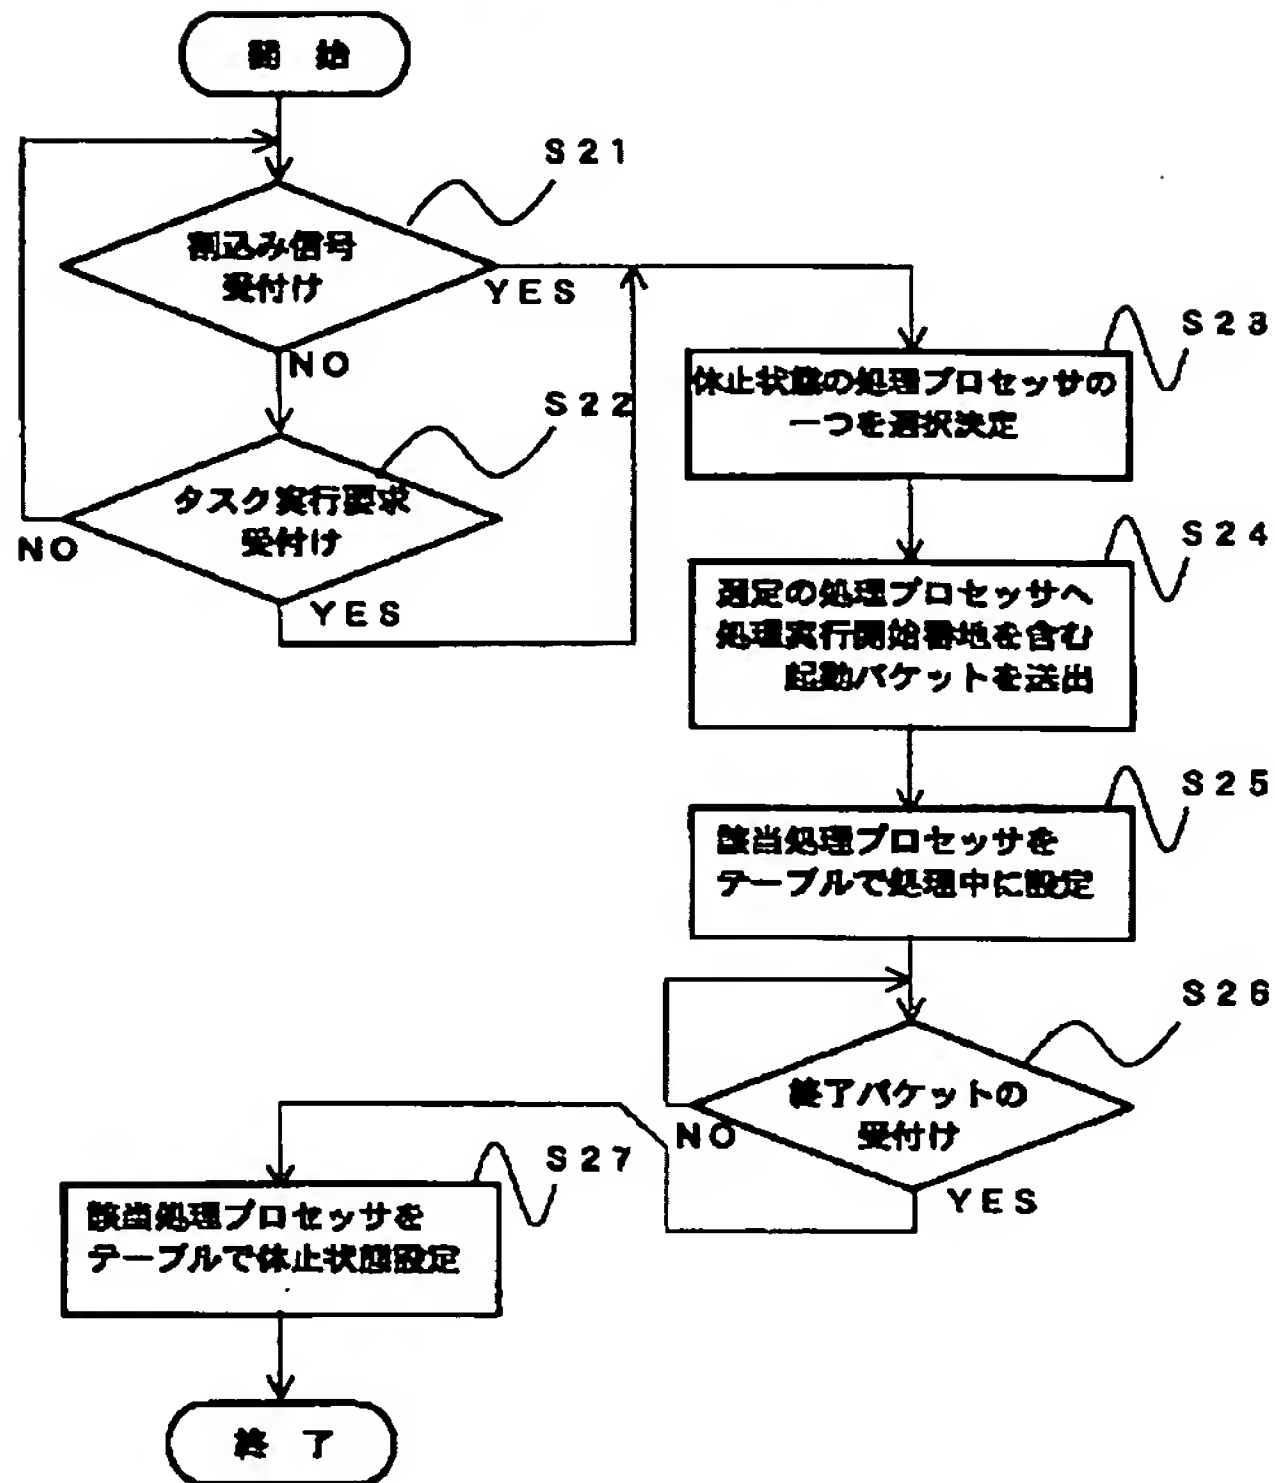 開 始
S21
割込み信号
受付け
YES
NO
S22
タスク実行要求
受付け
NO
YES
S23
休止状態の処理プロセッサの
一つを選択決定
S24
選定の処理プロセッサへ
処理実行開始番地を含む
起動パケットを送出
S25
該当処理プロセッサを
テーブルで処理中に設定
S26
終了パケットの
受付け
NO
YES
S27
該当処理プロセッサを
テーブルで休止状態設定
終 了